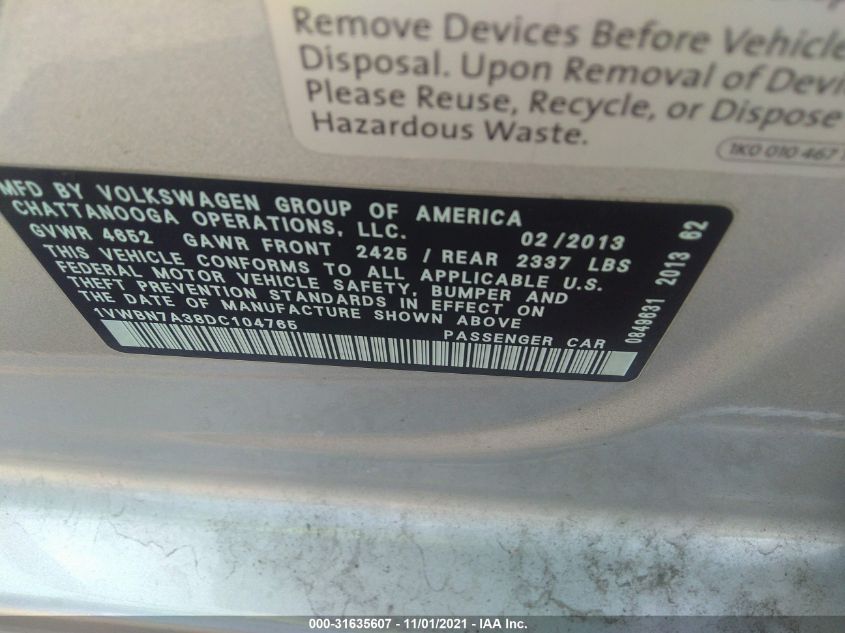 Remove Devices Before Vehicle
Disposal. Upon Removal of Devi
Please Reuse, Recycle, or Dispose
Hazardous Waste.
1K0 010 467
MFD BY VOLKSWAGEN GROUP OF AMERICA
CHATTANOOGA OPERATIONS, LLC. 02/2013
GVWR 4652 GAWR FRONT 2425 / REAR 2337 LBS
THIS VEHICLE CONFORMS TO ALL APPLICABLE U.S.
FEDERAL MOTOR VEHICLE SAFETY, BUMPER AND
THEFT PREVENTION STANDARDS IN EFFECT ON
THE DATE OF MANUFACTURE SHOWN ABOVE.
1VWBN7A38DC104765 PASSENGER CAR
0849831 2013 62
000-31635607 - 11/01/2021 - IAA Inc.